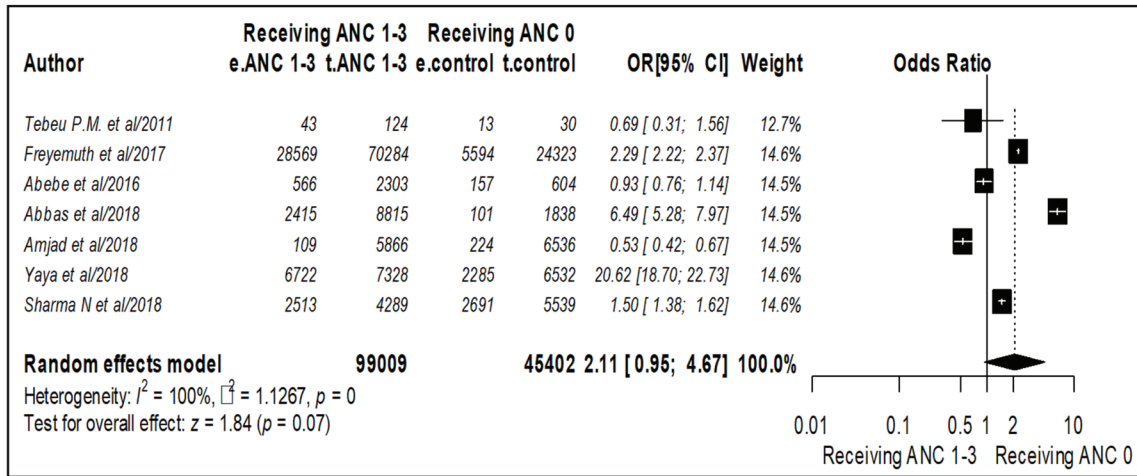 Receiving ANC 1-3 Receiving ANC 0
Author e.ANC 1-3 t.ANC 1-3 e.control t.control OR[95% CI] Weight Odds Ratio
Tebeu P.M. et al/2011 43 124 13 30 0.69 [ 0.31; 1.56] 12.7%
Freyemuth et al/2017 28569 70284 5594 24323 2.29 [ 2.22; 2.37] 14.6%
Abebe et al/2016 566 2303 157 604 0.93 [ 0.76; 1.14] 14.5%
Abbas et al/2018 2415 8815 101 1838 6.49 [ 5.28; 7.97] 14.5%
Amjad et al/2018 109 5866 224 6536 0.53 [ 0.42; 0.67] 14.5%
Yaya et al/2018 6722 7328 2285 6532 20.62 [18.70; 22.73] 14.6%
Sharma N et al/2018 2513 4289 2691 5539 1.50 [ 1.38; 1.62] 14.6%
Random effects model 99009 45402 2.11 [ 0.95; 4.67] 100.0%
Heterogeneity: I² = 100%, □² = 1.1267, p = 0
Test for overall effect: z = 1.84 (p = 0.07)
0.01 0.1 0.5 1 2 10
Receiving ANC 1-3 Receiving ANC 0